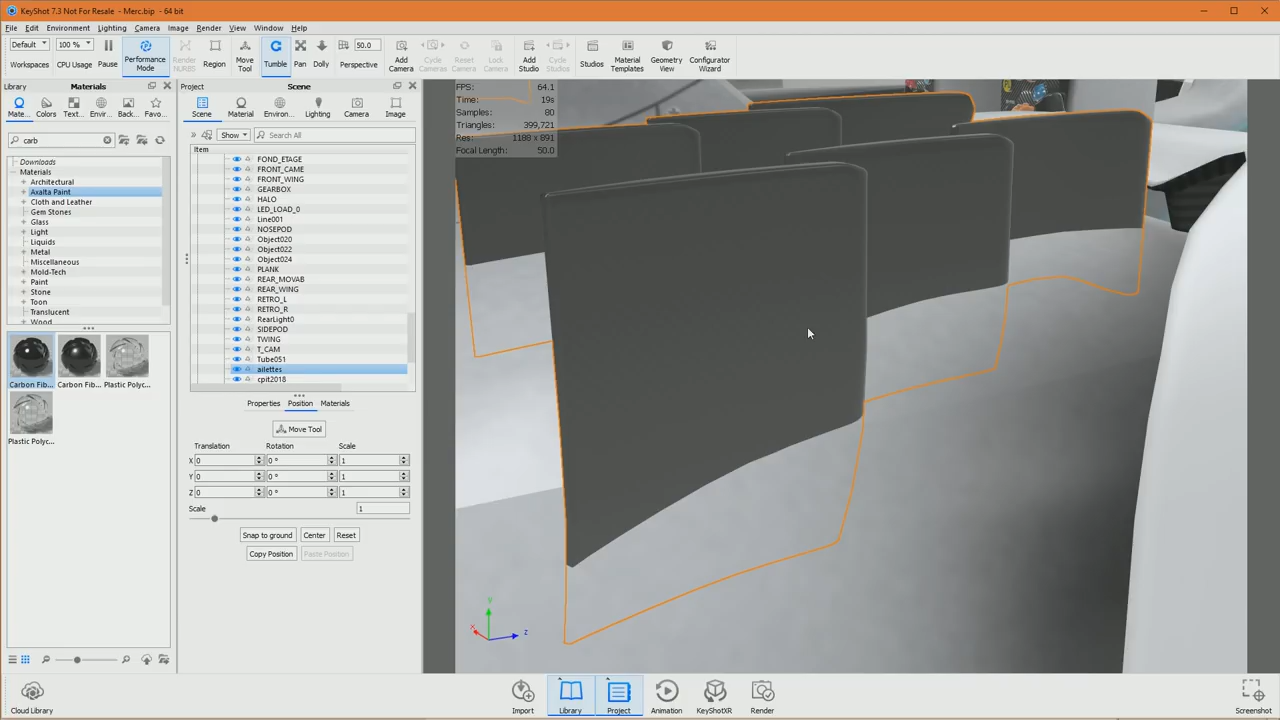 KeyShot 7.3 Not For Resale - Merc.bip - 64 bit
File Edit Environment Lighting Camera Image Render View Window Help
Default 100 % 50.0
Workspaces CPU Usage Pause Performance Mode Render NURBS Region Move Tool Tumble Pan Dolly Perspective Add Camera Cycle Cameras Reset Camera Lock Camera Add Studio Cycle Studios Studios Material Templates Geometry View Configurator Wizard
Library Materials
Mate... Colors Text... Envir... Back... Favo...
carb
Downloads
Materials
Architectural
Axalta Paint
Cloth and Leather
Gem Stones
Glass
Light
Liquids
Metal
Miscellaneous
Mold-Tech
Paint
Stone
Toon
Translucent
Wood
Carbon Fib... Carbon Fib... Plastic Polyc...
Plastic Polyc...
Project Scene
Scene Material Environ... Lighting Camera Image
» Show Search All
Item
FOND_ETAGE
FRONT_CAME
FRONT_WING
GEARBOX
HALO
LED_LOAD_0
Line001
NOSEPOD
Object020
Object022
Object024
PLANK
REAR_MOVAB
REAR_WING
RETRO_L
RETRO_R
RearLight0
SIDEPOD
TWING
T_CAM
Tube051
ailettes
cpit2018
Properties Position Materials
Move Tool
Translation Rotation Scale
X 0 0 ° 1
Y 0 0 ° 1
Z 0 0 ° 1
Scale 1
Snap to ground Center Reset
Copy Position Paste Position
FPS: 64.1
Time: 19s
Samples: 80
Triangles: 399,721
Res: 1188 x 891
Focal Length: 50.0
Y
X Z
Cloud Library Import Library Project Animation KeyShotXR Render Screenshot